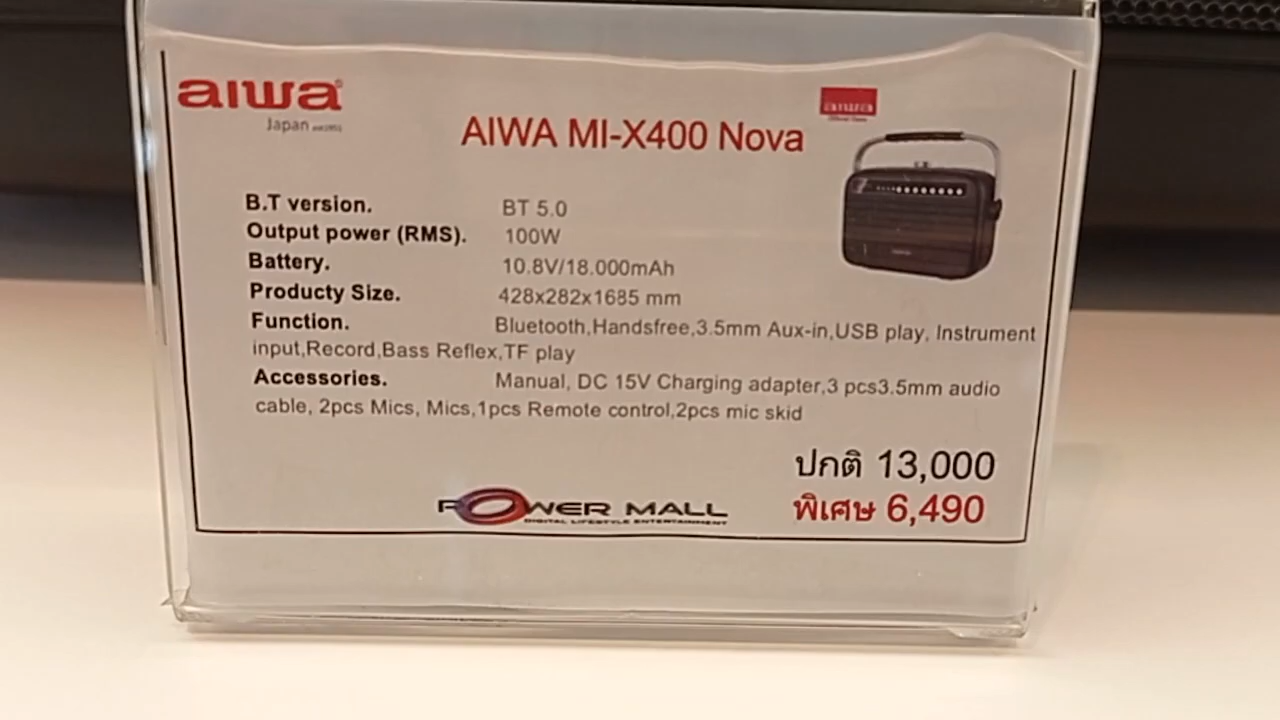 aiwa
Japan
aiwa
AIWA MI-X400 Nova
B.T version. BT 5.0
Output power (RMS). 100W
Battery. 10.8V/18.000mAh
Producty Size. 428x282x1685 mm
Function. Bluetooth,Handsfree,3.5mm Aux-in,USB play, Instrument
input,Record,Bass Reflex,TF play
Accessories. Manual, DC 15V Charging adapter,3 pcs3.5mm audio
cable, 2pcs Mics, Mics,1pcs Remote control,2pcs mic skid
ปกติ 13,000
พิเศษ 6,490
POWER MALL
DIGITAL LIFESTYLE ENTERTAINMENT